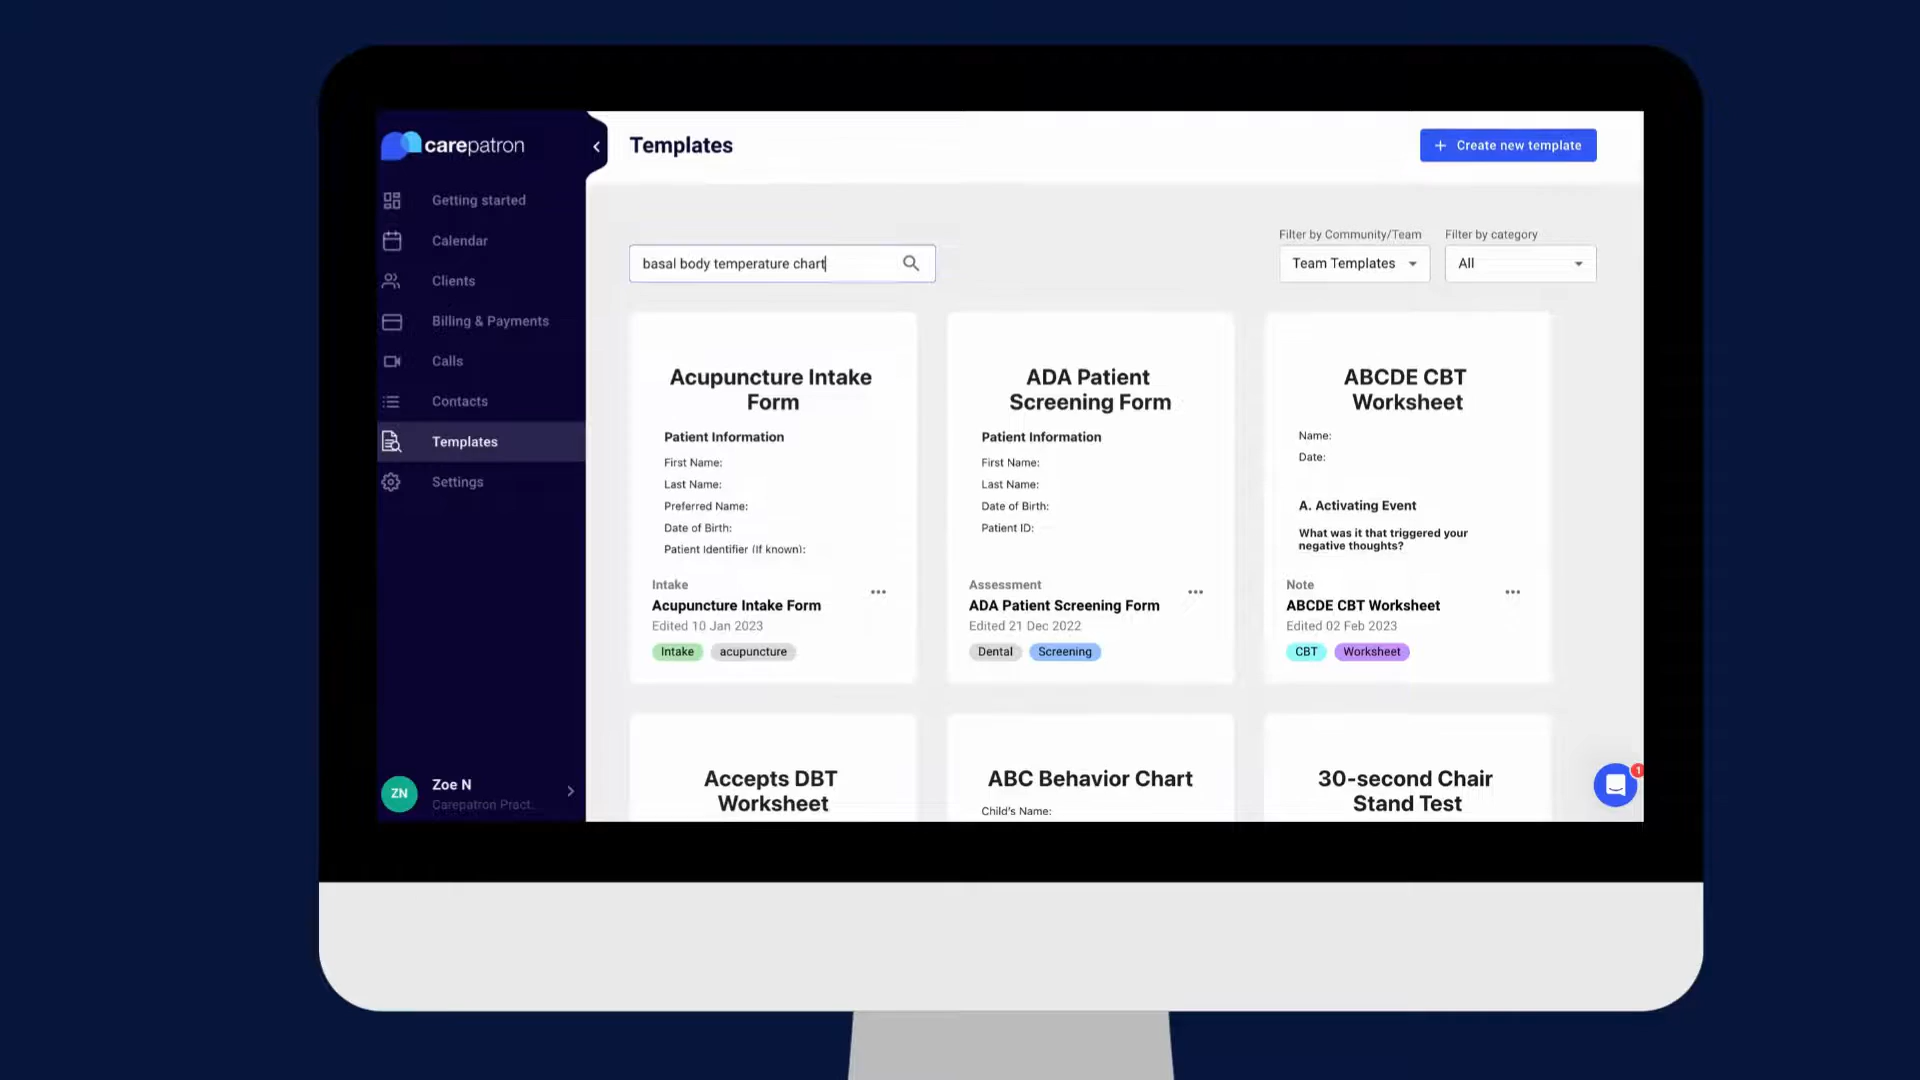 carepatron
Templates
+ Create new template
Getting started
Calendar
Clients
Billing & Payments
Calls
Contacts
Templates
Settings
Zoe N
Carepatron Pract...
ZN
Filter by Community/Team
Filter by category
basal body temperature chart
Team Templates
All
Acupuncture Intake
Form
Patient Information
First Name:
Last Name:
Preferred Name:
Date of Birth:
Patient Identifier (If known):
Intake
Acupuncture Intake Form
Edited 10 Jan 2023
Intake
acupuncture
ADA Patient
Screening Form
Patient Information
First Name:
Last Name:
Date of Birth:
Patient ID:
Assessment
ADA Patient Screening Form
Edited 21 Dec 2022
Dental
Screening
ABCDE CBT
Worksheet
Name:
Date:
A. Activating Event
What was it that triggered your
negative thoughts?
Note
ABCDE CBT Worksheet
Edited 02 Feb 2023
CBT
Worksheet
Accepts DBT
Worksheet
ABC Behavior Chart
Child's Name:
30-second Chair
Stand Test
1